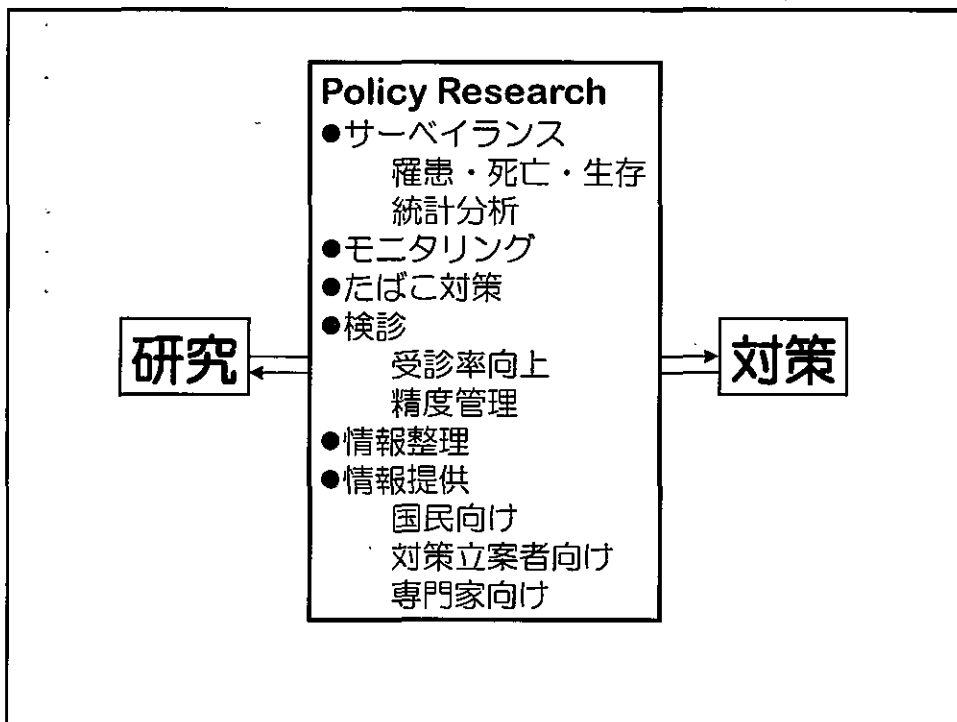 Policy Research
●サーベイランス
罹患・死亡・生存
統計分析
●モニタリング
●たばこ対策
●検診
受診率向上
精度管理
●情報整理
●情報提供
国民向け
対策立案者向け
専門家向け
研究
対策